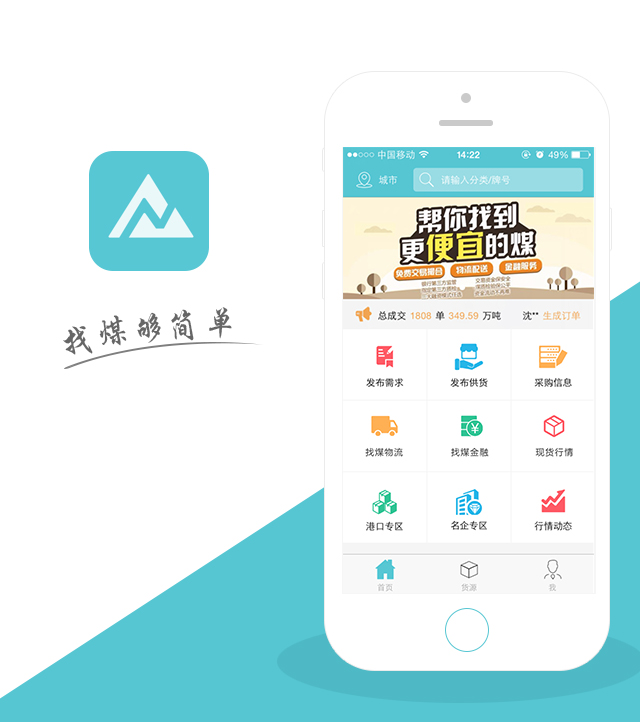 找煤够简单
中国移动 14:22 49%
城市 请输入分类/牌号
帮你找到
更便宜的煤
免费交易撮合 物流配送 金融服务
总成交 1808 单 349.59 万吨 沈** 生成订单
发布需求 发布供货 采购信息
找煤物流 找煤金融 现货行情
港口专区 名企专区 行情动态
首页 货源 我